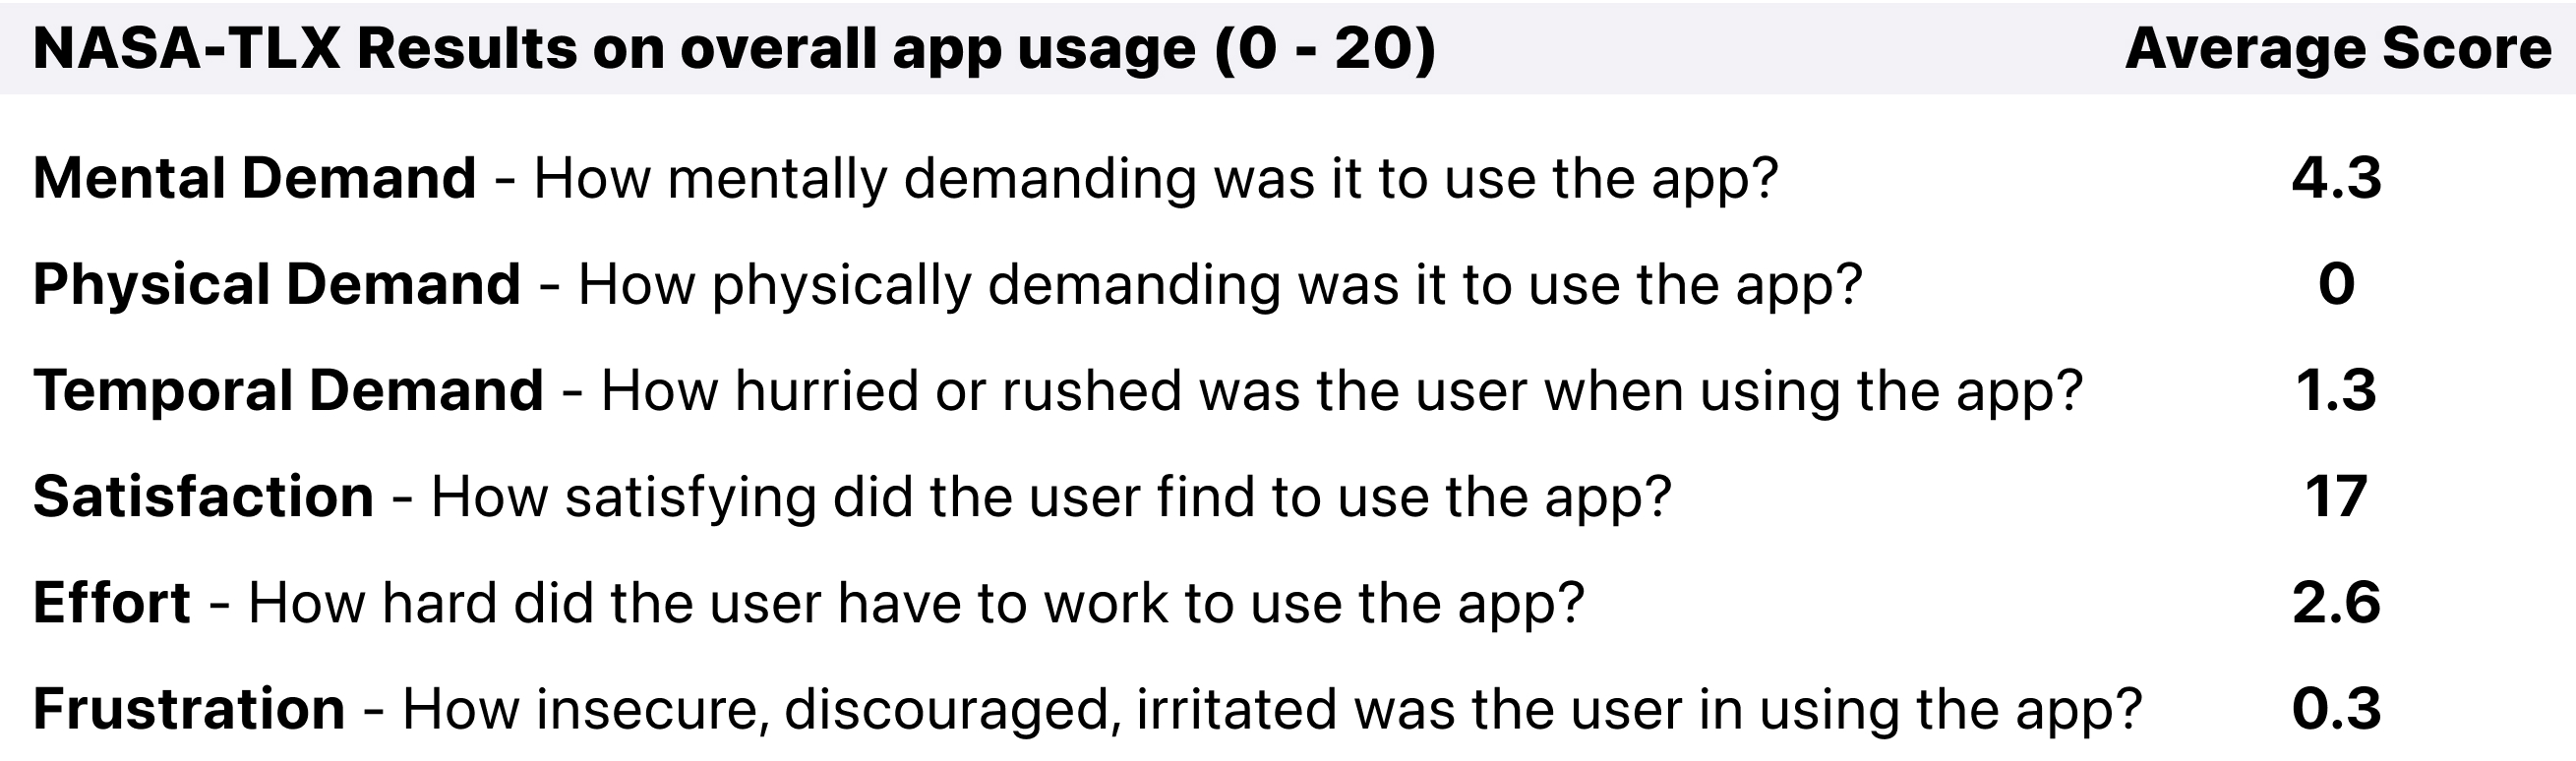 NASA-TLX Results on overall app usage (0 - 20) Average Score
Mental Demand - How mentally demanding was it to use the app? 4.3
Physical Demand - How physically demanding was it to use the app? 0
Temporal Demand - How hurried or rushed was the user when using the app? 1.3
Satisfaction - How satisfying did the user find to use the app? 17
Effort - How hard did the user have to work to use the app? 2.6
Frustration - How insecure, discouraged, irritated was the user in using the app? 0.3